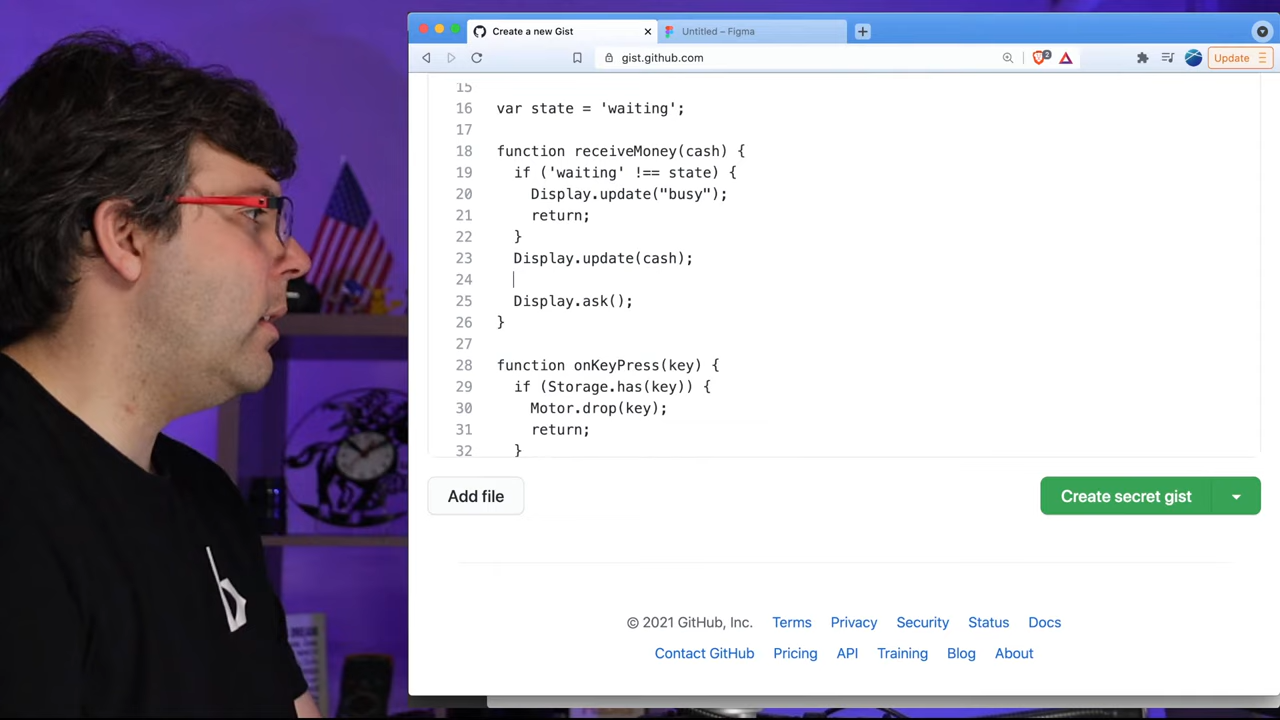 Create a new Gist
Untitled – Figma
gist.github.com
2
Update
15
16 var state = 'waiting';
17
18 function receiveMoney(cash) {
19 if ('waiting' !== state) {
20 Display.update("busy");
21 return;
22 }
23 Display.update(cash);
24
25 Display.ask();
26 }
27
28 function onKeyPress(key) {
29 if (Storage.has(key)) {
30 Motor.drop(key);
31 return;
32 }
Add file
Create secret gist
© 2021 GitHub, Inc. Terms Privacy Security Status Docs
Contact GitHub Pricing API Training Blog About